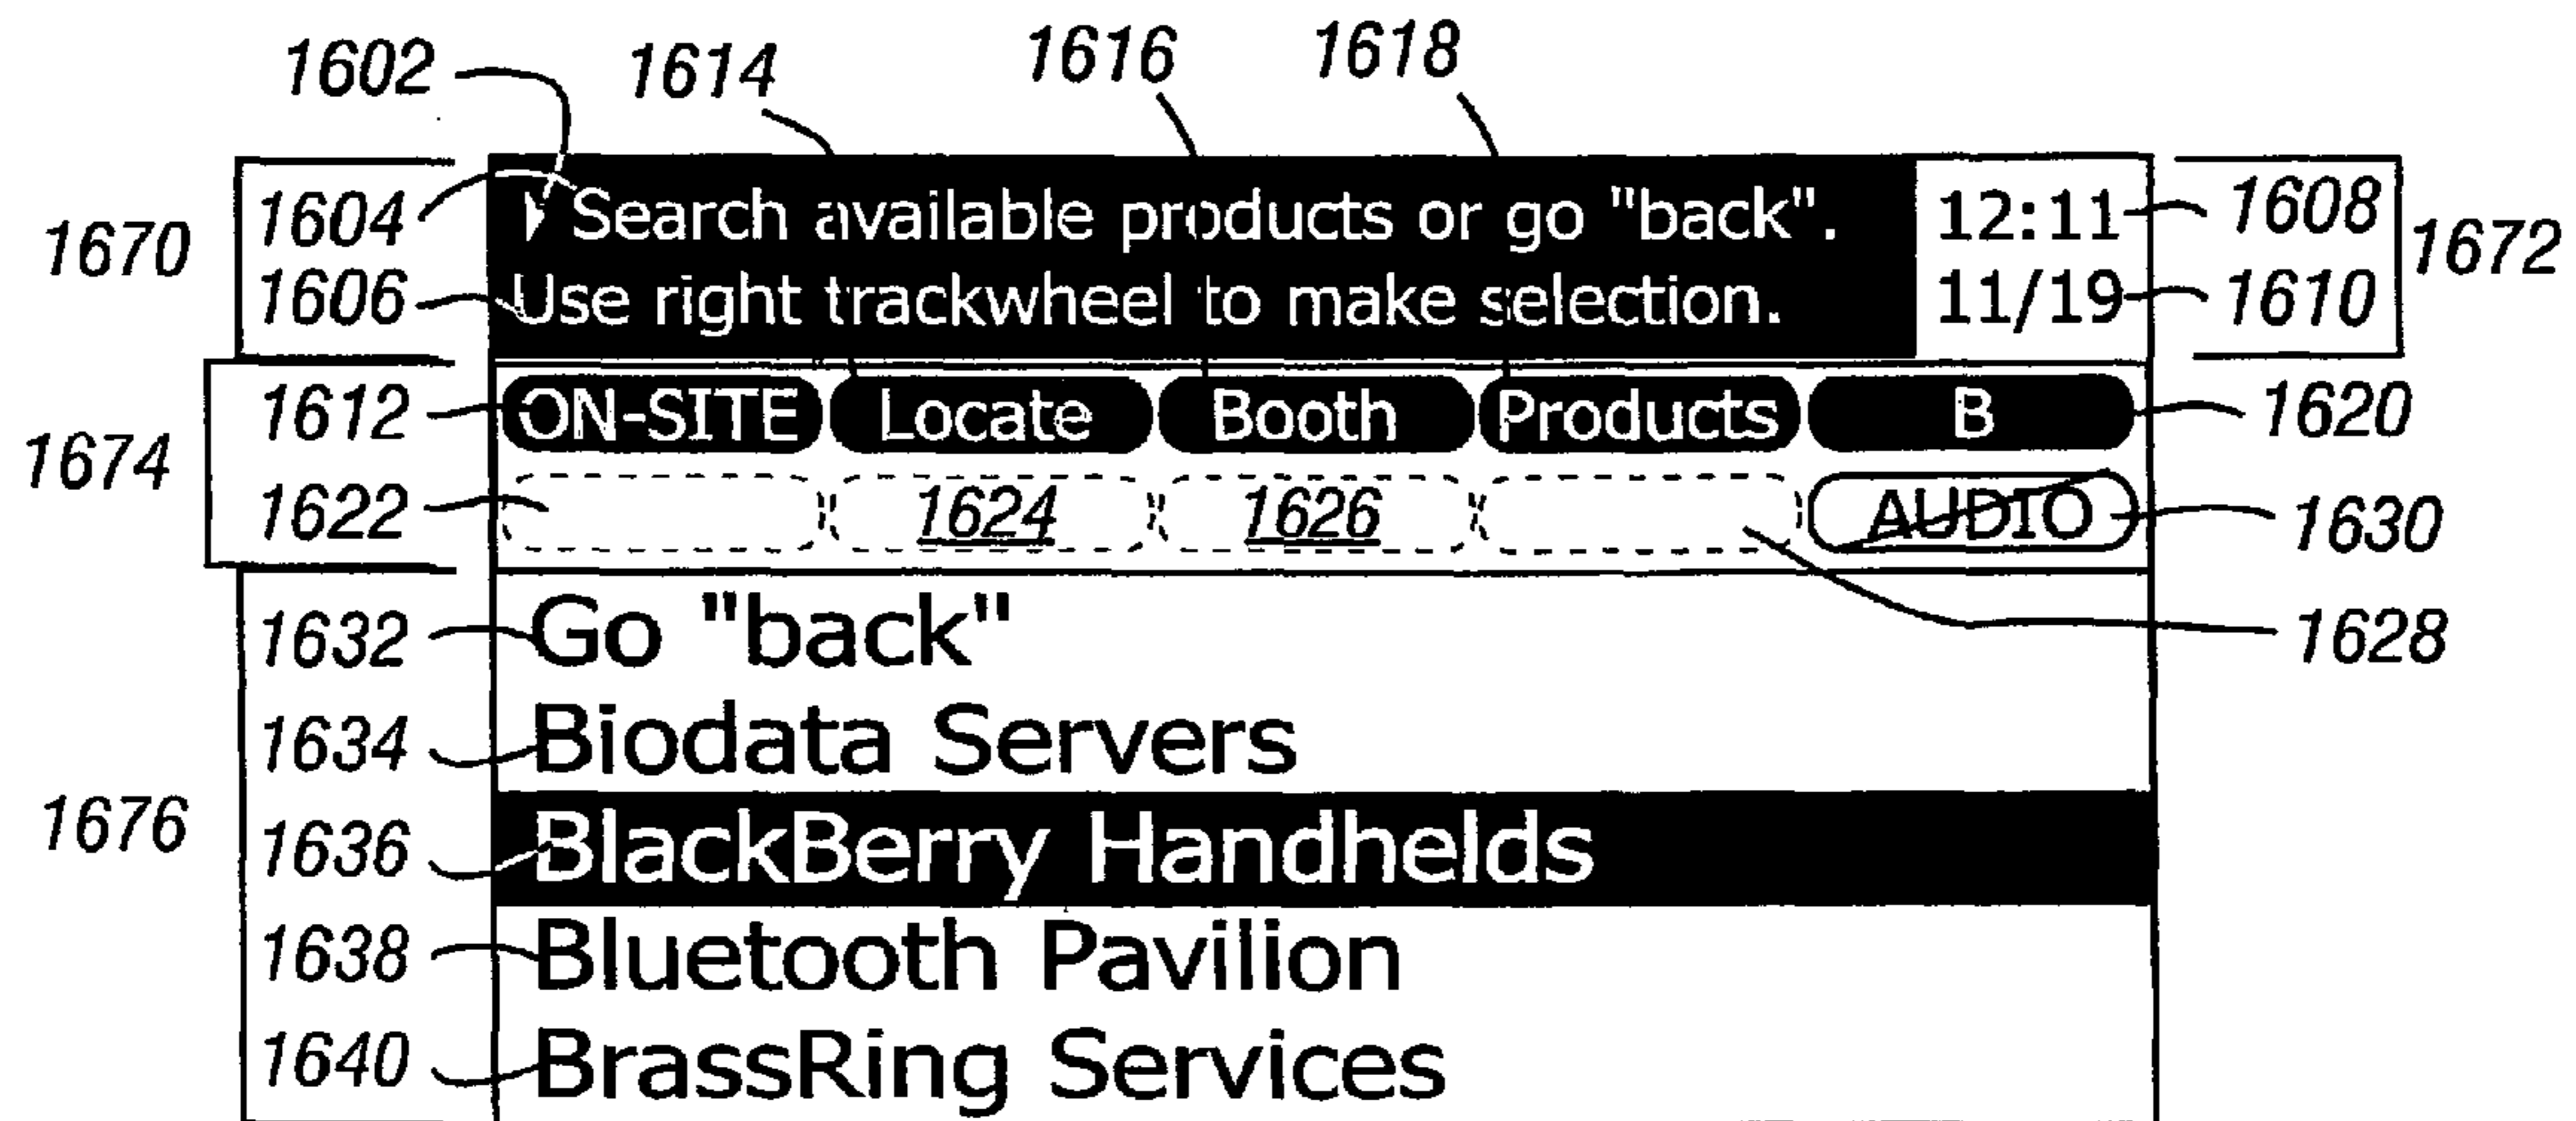 1602 1614 1616 1618
1670 1604 Search available products or go "back". 12:11 1608 1672
1606 Use right trackwheel to make selection. 11/19 1610
1674 1612 ON-SITE Locate Booth Products B 1620
1622 1624 1626 AUDIO 1630
1632 Go "back" 1628
1634 Biodata Servers
1676 1636 BlackBerry Handhelds
1638 Bluetooth Pavilion
1640 BrassRing Services